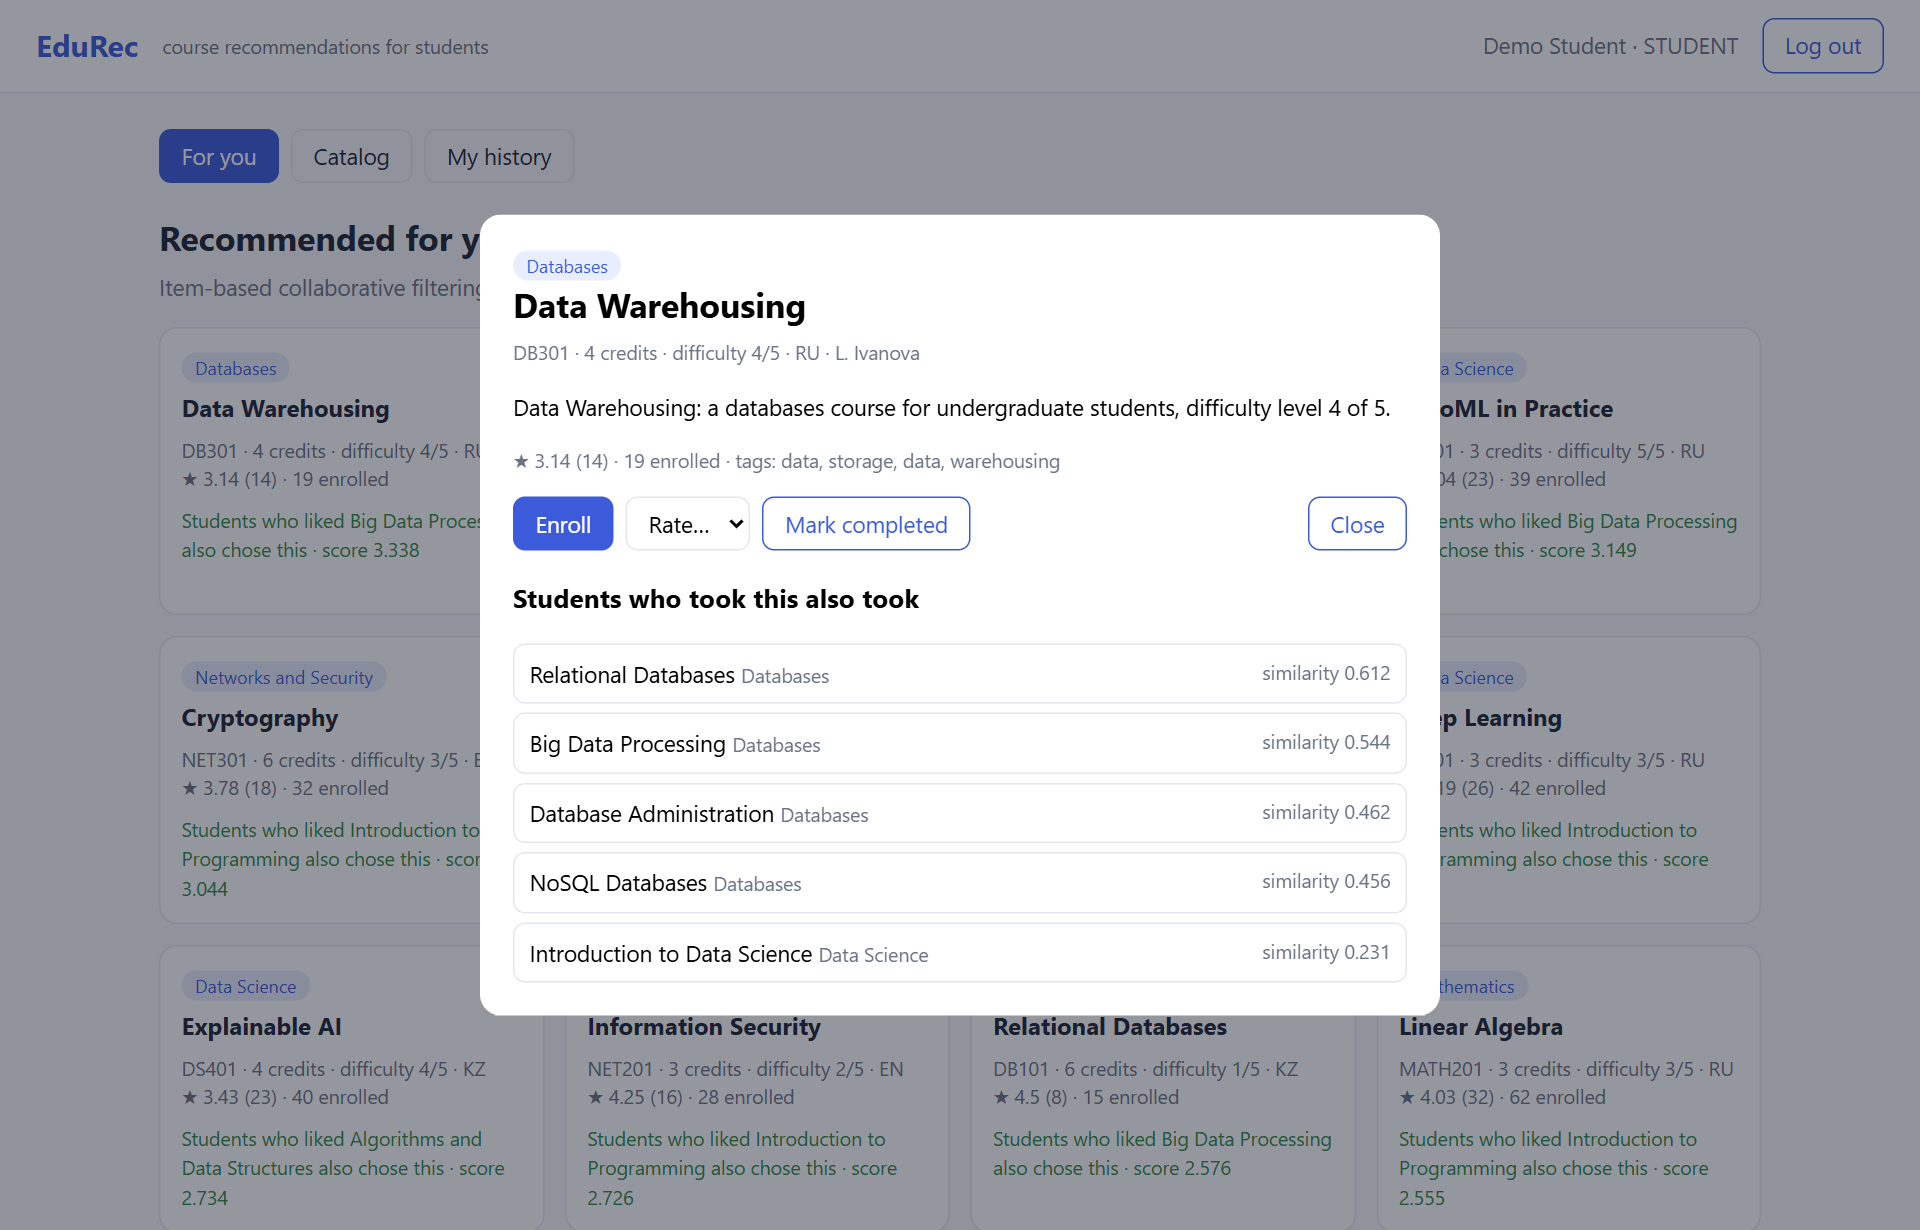 EduRec course recommendations for students
Demo Student · STUDENT Log out
For you Catalog My history
Recommended for y
Item-based collaborative filtering
Databases
Data Warehousing
DB301 · 4 credits · difficulty 4/5 · RU · L. Ivanova
Data Warehousing: a databases course for undergraduate students, difficulty level 4 of 5.
★ 3.14 (14) · 19 enrolled · tags: data, storage, data, warehousing
Enroll Rate... Mark completed Close
Students who took this also took
Relational Databases Databases similarity 0.612
Big Data Processing Databases similarity 0.544
Database Administration Databases similarity 0.462
NoSQL Databases Databases similarity 0.456
Introduction to Data Science Data Science similarity 0.231
Databases
Data Warehousing
DB301 · 4 credits · difficulty 4/5 · RU
★ 3.14 (14) · 19 enrolled
Students who liked Big Data Proces
also chose this · score 3.338
a Science
oML in Practice
01 · 3 credits · difficulty 5/5 · RU
04 (23) · 39 enrolled
ents who liked Big Data Processing
chose this · score 3.149
Networks and Security
Cryptography
NET301 · 6 credits · difficulty 3/5 · E
★ 3.78 (18) · 32 enrolled
Students who liked Introduction to
Programming also chose this · scor
3.044
a Science
ep Learning
01 · 3 credits · difficulty 3/5 · RU
19 (26) · 42 enrolled
ents who liked Introduction to
ramming also chose this · score
Data Science
Explainable AI
DS401 · 4 credits · difficulty 4/5 · KZ
★ 3.43 (23) · 40 enrolled
Students who liked Algorithms and
Data Structures also chose this · score
2.734
Information Security
NET201 · 3 credits · difficulty 2/5 · EN
★ 4.25 (16) · 28 enrolled
Students who liked Introduction to
Programming also chose this · score
2.726
Relational Databases
DB101 · 6 credits · difficulty 1/5 · KZ
★ 4.5 (8) · 15 enrolled
Students who liked Big Data Processing
also chose this · score 2.576
thematics
Linear Algebra
MATH201 · 3 credits · difficulty 3/5 · RU
★ 4.03 (32) · 62 enrolled
Students who liked Introduction to
Programming also chose this · score
2.555